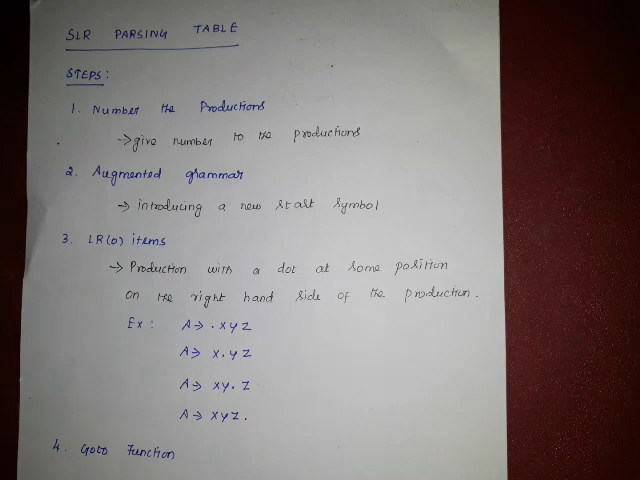 SLR PARSING TABLE
STEPS:
1. Number the Productions
→ give number to the productions
2. Augmented grammar
→ introducing a new start symbol
3. LR(0) items
→ Production with a dot at some position
on the right hand side of the production.
Ex: A → .XYZ
A → X.YZ
A → XY.Z
A → XYZ.
4. Goto Function